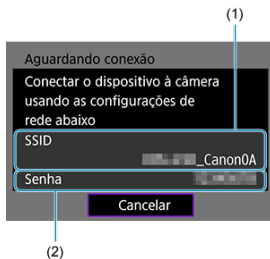 (1)
Aguardando conexão
Conectar o dispositivo à câmera
usando as configurações de
rede abaixo
SSID
_Canon0A
Senha
Cancelar
(2)